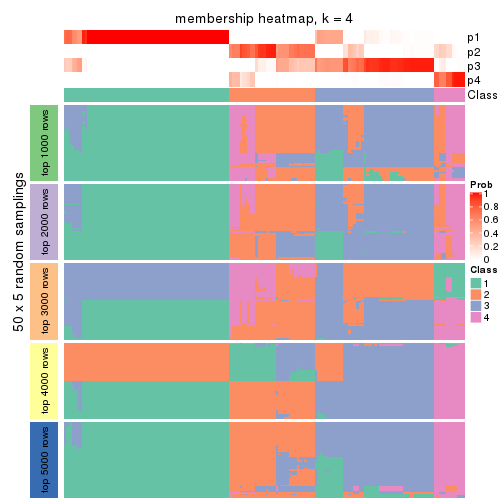 membership heatmap, k = 4
p1
p2
p3
p4
Class
50 x 5 random samplings
top 1000 rows
top 2000 rows
top 3000 rows
top 4000 rows
top 5000 rows
Prob
1
0.8
0.6
0.4
0.2
0
Class
1
2
3
4